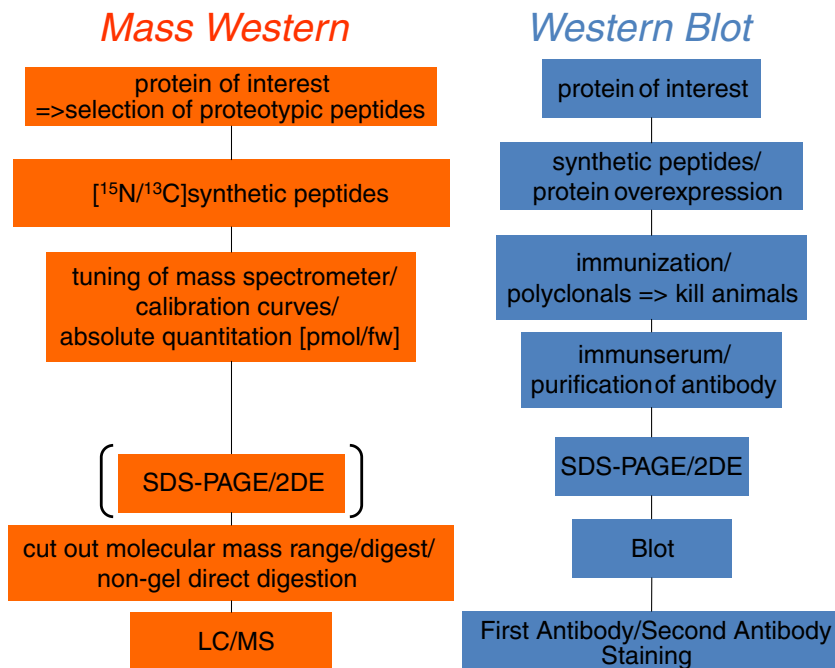 Mass Western
protein of interest
=>selection of proteotypic peptides
[¹⁵N/¹³C]synthetic peptides
tuning of mass spectrometer/
calibration curves/
absolute quantitation [pmol/fw]
SDS-PAGE/2DE
cut out molecular mass range/digest/
non-gel direct digestion
LC/MS
Western Blot
protein of interest
synthetic peptides/
protein overexpression
immunization/
polyclonals => kill animals
immunserum/
purification of antibody
SDS-PAGE/2DE
Blot
First Antibody/Second Antibody
Staining